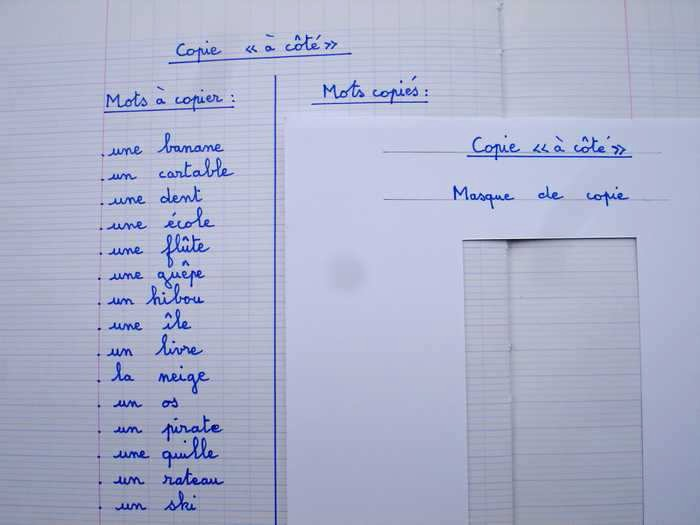 Copie « à côté »
Mots à copier :
. une banane
. un cartable
. une dent
. une école
. une flûte
. une guêpe
. un hibou
. une île
. un livre
. la neige
. un os
. un pirate
. une quille
. un rateau
. un ski
Mots copiés :
Copie « à côté »
Masque de copie